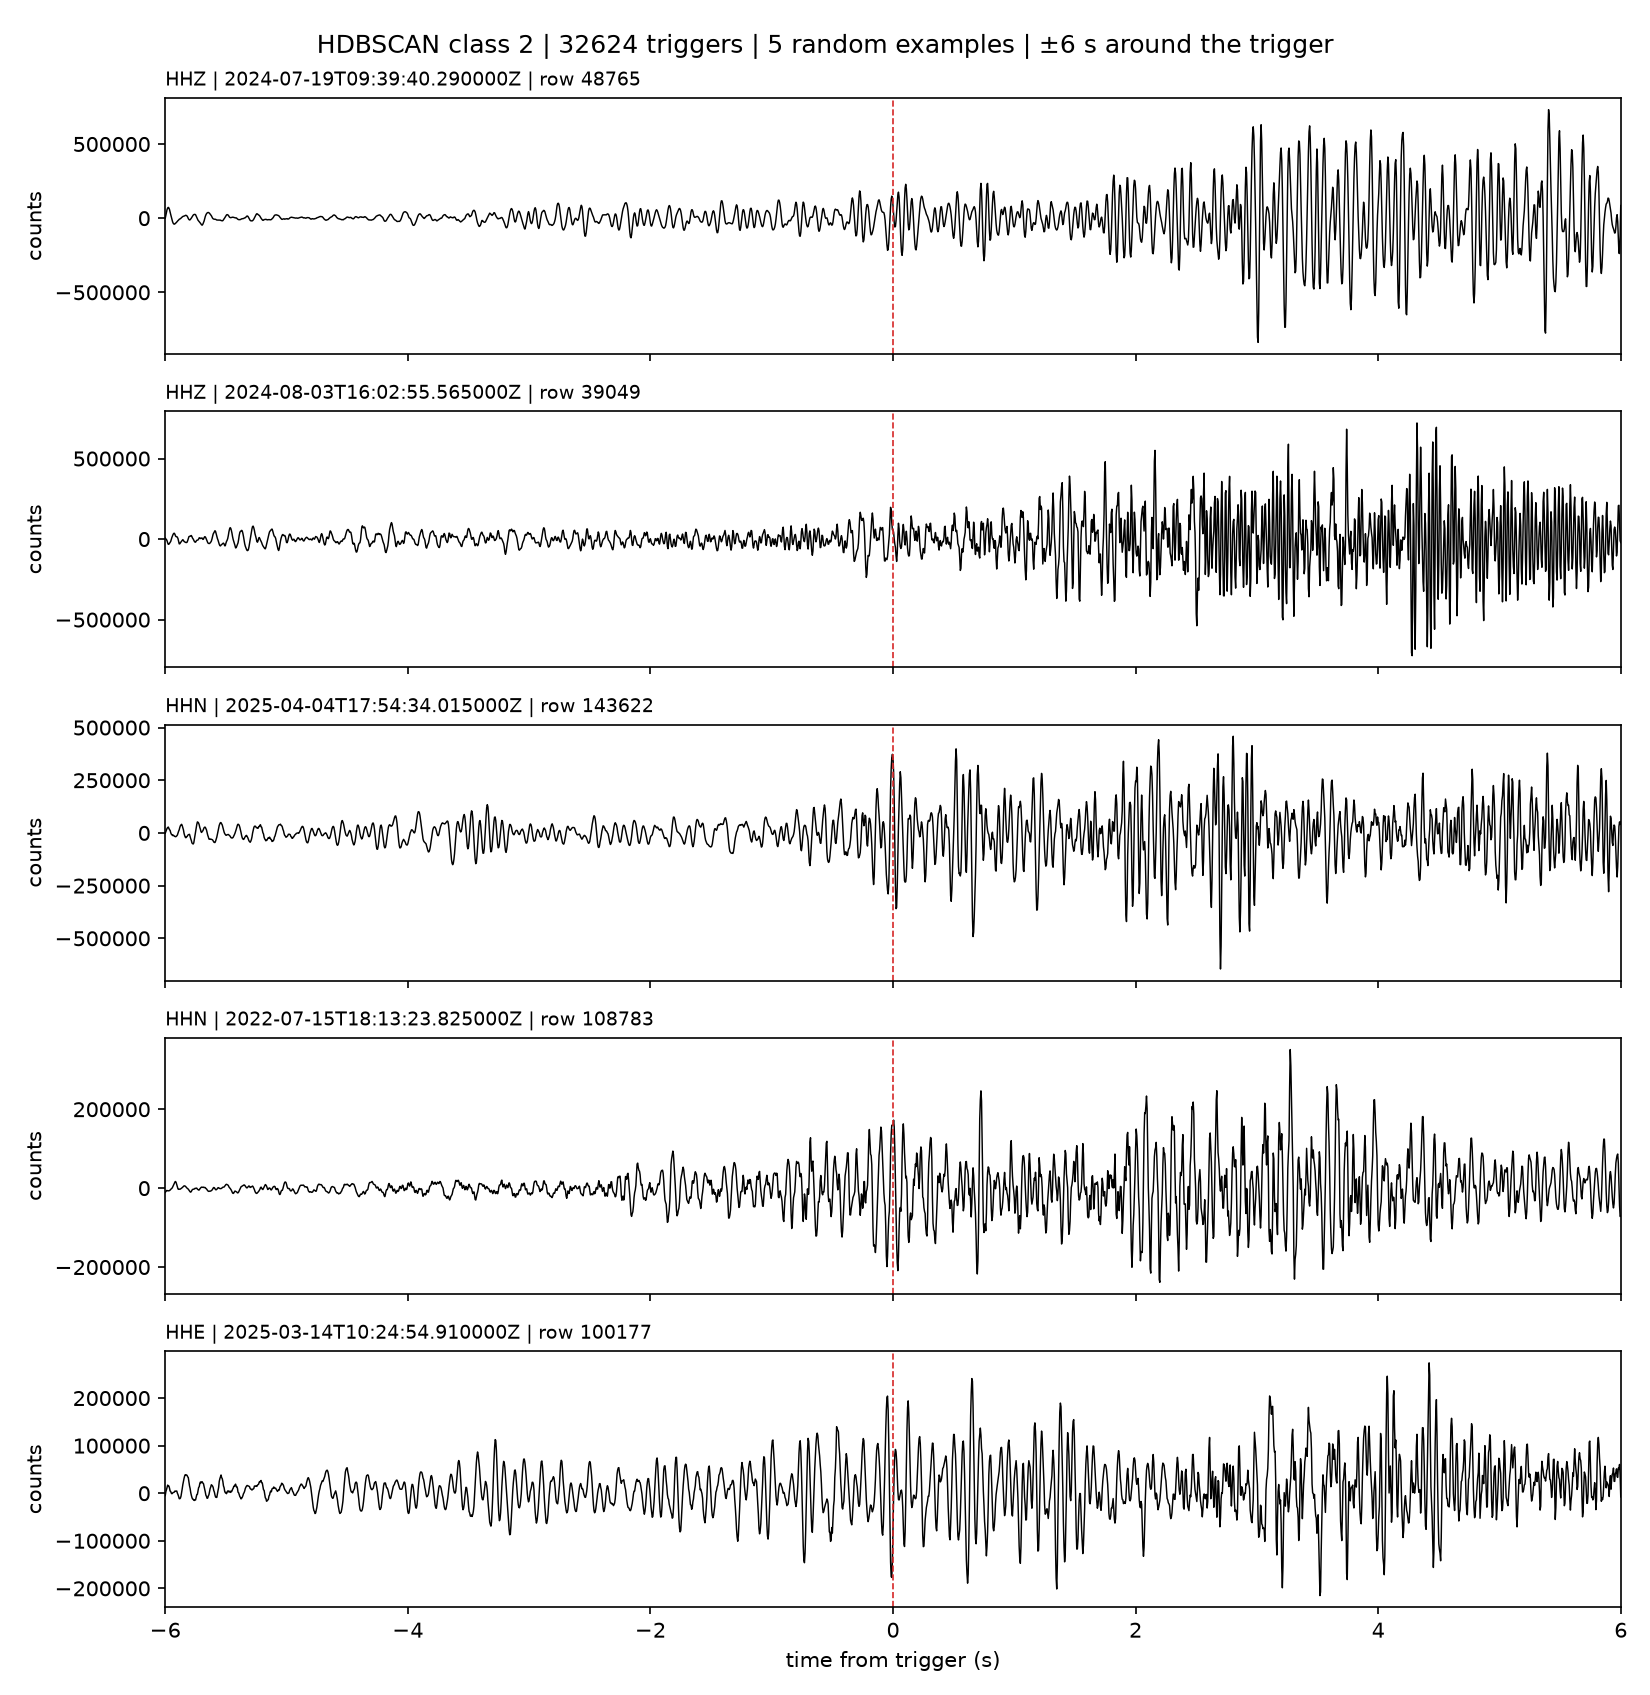 HDBSCAN class 2 | 32624 triggers | 5 random examples | ±6 s around the trigger
HHZ | 2024-07-19T09:39:40.290000Z | row 48765
500000
0
−500000
counts
HHZ | 2024-08-03T16:02:55.565000Z | row 39049
500000
0
−500000
counts
HHN | 2025-04-04T17:54:34.015000Z | row 143622
500000
250000
0
−250000
−500000
counts
HHN | 2022-07-15T18:13:23.825000Z | row 108783
200000
0
−200000
counts
HHE | 2025-03-14T10:24:54.910000Z | row 100177
200000
100000
0
−100000
−200000
counts
−6 −4 −2 0 2 4 6
time from trigger (s)